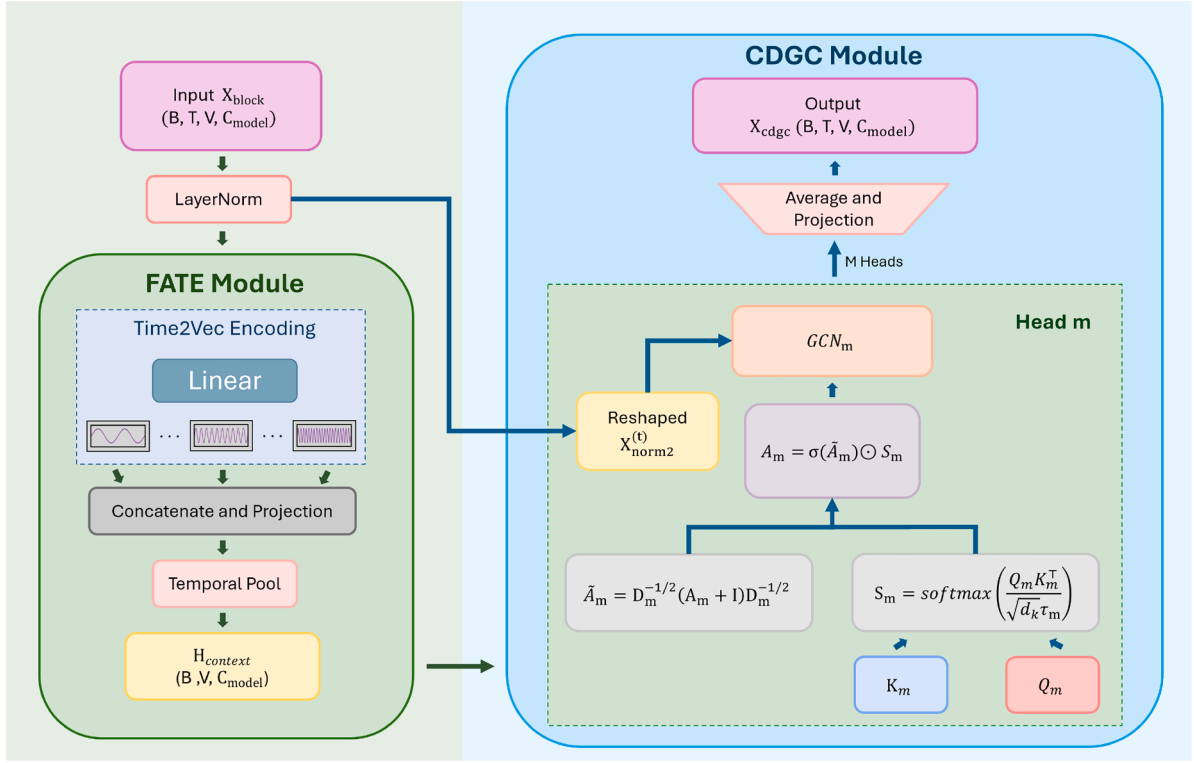 Input X_block
(B, T, V, C_model)
LayerNorm
FATE Module
Time2Vec Encoding
Linear
... ...
Concatenate and Projection
Temporal Pool
H_context
(B ,V, C_model)
CDGC Module
Output
X_cdgc (B, T, V, C_model)
Average and
Projection
M Heads
Head m
GCN_m
Reshaped
X_norm2^(t)
A_m = σ(Ã_m)⊙ S_m
Ã_m = D_m^{-1/2}(A_m + I)D_m^{-1/2}
S_m = softmax(Q_m K_m^⊤ / √d_k τ_m)
K_m
Q_m